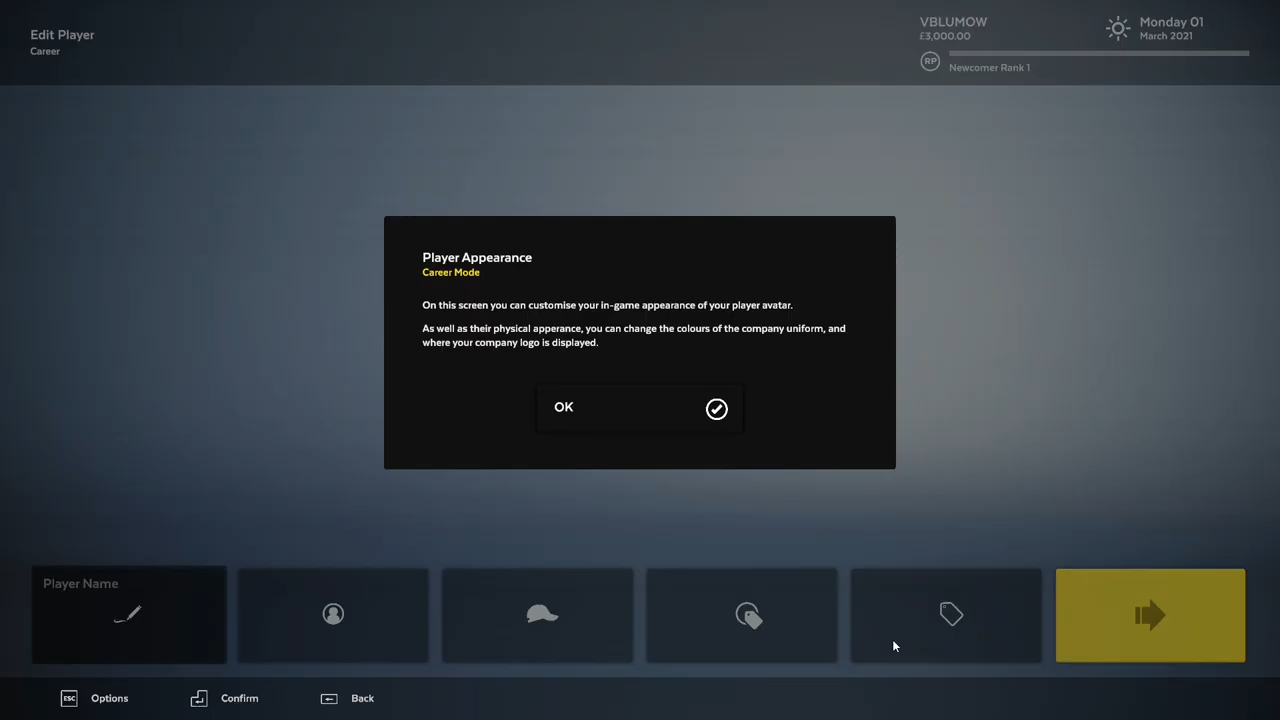 Edit Player
Career
VBLUMOW
£3,000.00
Monday 01
March 2021
RP
Newcomer Rank 1
Player Appearance
Career Mode
On this screen you can customise your in-game appearance of your player avatar.
As well as their physical apperance, you can change the colours of the company uniform, and
where your company logo is displayed.
OK
Player Name
ESC Options
Confirm
Back